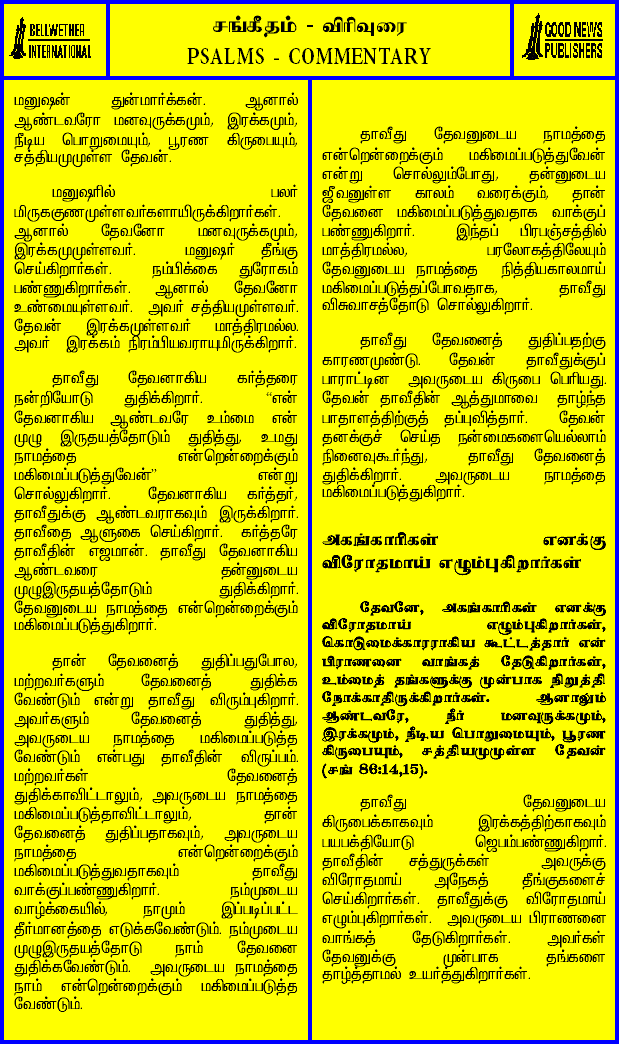 BELLWETHER
INTERNATIONAL
சங்கீதம் - விரிவுரை
PSALMS - COMMENTARY
GOOD NEWS
PUBLISHERS
மனுஷன் துன்மார்க்கன். ஆனால்
ஆண்டவரோ மனவுருக்கமும், இரக்கமும்,
நீடிய பொறுமையும், பூரண கிருபையும்,
சத்தியமுமுள்ள தேவன்.
மனுஷரில் பலர்
மிருககுணமுள்ளவர்களாயிருக்கிறார்கள்.
ஆனால் தேவனோ மனவுருக்கமும்,
இரக்கமுமுள்ளவர். மனுஷர் தீங்கு
செய்கிறார்கள். நம்பிக்கை துரோகம்
பண்ணுகிறார்கள். ஆனால் தேவனோ
உண்மையுள்ளவர். அவர் சத்தியமுள்ளவர்.
தேவன் இரக்கமுள்ளவர் மாத்திரமல்ல.
அவர் இரக்கம் நிரம்பியவராயுமிருக்கிறார்.
தாவீது தேவனாகிய கர்த்தரை
நன்றியோடு துதிக்கிறார். “என்
தேவனாகிய ஆண்டவரே உம்மை என்
முழு இருதயத்தோடும் துதித்து, உமது
நாமத்தை என்றென்றைக்கும்
மகிமைப்படுத்துவேன்” என்று
சொல்லுகிறார். தேவனாகிய கர்த்தர்,
தாவீதுக்கு ஆண்டவராகவும் இருக்கிறார்.
தாவீதை ஆளுகை செய்கிறார். கர்த்தரே
தாவீதின் எஜமான். தாவீது தேவனாகிய
ஆண்டவரை தன்னுடைய
முழுஇருதயத்தோடும் துதிக்கிறார்.
தேவனுடைய நாமத்தை என்றென்றைக்கும்
மகிமைப்படுத்துகிறார்.
தான் தேவனைத் துதிப்பதுபோல,
மற்றவர்களும் தேவனைத் துதிக்க
வேண்டும் என்று தாவீது விரும்புகிறார்.
அவர்களும் தேவனைத் துதித்து,
அவருடைய நாமத்தை மகிமைப்படுத்த
வேண்டும் என்பது தாவீதின் விருப்பம்.
மற்றவர்கள் தேவனைத்
துதிக்காவிட்டாலும், அவருடைய நாமத்தை
மகிமைப்படுத்தாவிட்டாலும், தான்
தேவனைத் துதிப்பதாகவும், அவருடைய
நாமத்தை என்றென்றைக்கும்
மகிமைப்படுத்துவதாகவும் தாவீது
வாக்குப்பண்ணுகிறார். நம்முடைய
வாழ்க்கையில், நாமும் இப்படிப்பட்ட
தீர்மானத்தை எடுக்கவேண்டும். நம்முடைய
முழுஇருதயத்தோடு நாம் தேவனை
துதிக்கவேண்டும். அவருடைய நாமத்தை
நாம் என்றென்றைக்கும் மகிமைப்படுத்த
வேண்டும்.
தாவீது தேவனுடைய நாமத்தை
என்றென்றைக்கும் மகிமைப்படுத்துவேன்
என்று சொல்லும்போது, தன்னுடைய
ஜீவனுள்ள காலம் வரைக்கும், தான்
தேவனை மகிமைப்படுத்துவதாக வாக்குப்
பண்ணுகிறார். இந்தப் பிரபஞ்சத்தில்
மாத்திரமல்ல, பரலோகத்திலேயும்
தேவனுடைய நாமத்தை நித்தியகாலமாய்
மகிமைப்படுத்தப்போவதாக, தாவீது
விசுவாசத்தோடு சொல்லுகிறார்.
தாவீது தேவனைத் துதிப்பதற்கு
காரணமுண்டு. தேவன் தாவீதுக்குப்
பாராட்டின அவருடைய கிருபை பெரியது.
தேவன் தாவீதின் ஆத்துமாவை தாழ்ந்த
பாதாளத்திற்குத் தப்புவித்தார். தேவன்
தனக்குச் செய்த நன்மைகளையெல்லாம்
நினைவுகூர்ந்து, தாவீது தேவனைத்
துதிக்கிறார். அவருடைய நாமத்தை
மகிமைப்படுத்துகிறார்.
அகங்காரிகள் எனக்கு
விரோதமாய் எழும்புகிறார்கள்
தேவனே, அகங்காரிகள் எனக்கு
விரோதமாய் எழும்புகிறார்கள்,
கொடுமைக்காரராகிய கூட்டத்தார் என்
பிராணனை வாங்கத் தேடுகிறார்கள்,
உம்மைத் தங்களுக்கு முன்பாக நிறுத்தி
நோக்காதிருக்கிறார்கள். ஆனாலும்
ஆண்டவரே, நீர் மனவுருக்கமும்,
இரக்கமும், நீடிய பொறுமையும், பூரண
கிருபையும், சத்தியமுமுள்ள தேவன்
(சங் 86:14,15).
தாவீது தேவனுடைய
கிருபைக்காகவும் இரக்கத்திற்காகவும்
பயபக்தியோடு ஜெபம்பண்ணுகிறார்.
தாவீதின் சத்துருக்கள் அவருக்கு
விரோதமாய் அநேகத் தீங்குகளைச்
செய்கிறார்கள். தாவீதுக்கு விரோதமாய்
எழும்புகிறார்கள். அவருடைய பிராணனை
வாங்கத் தேடுகிறார்கள். அவர்கள்
தேவனுக்கு முன்பாக தங்களை
தாழ்த்தாமல் உயர்த்துகிறார்கள்.